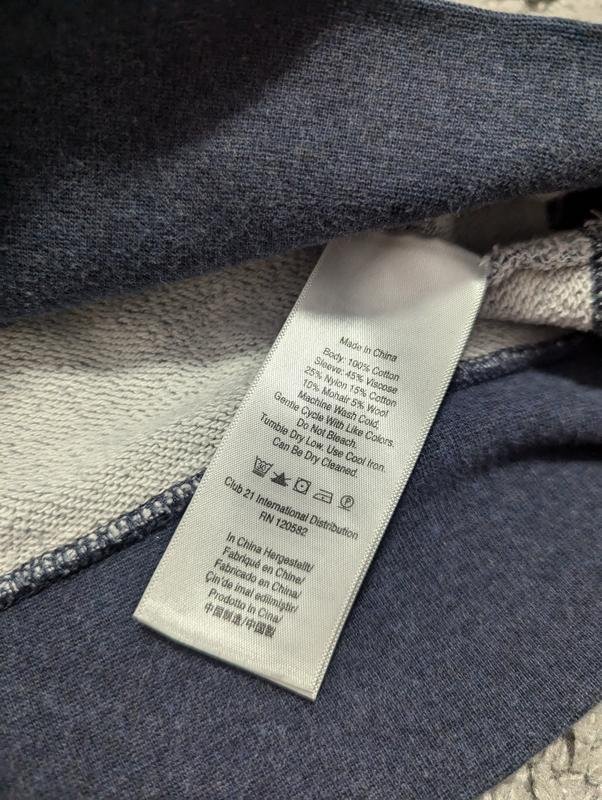 Made in China
Body: 100% Cotton
Sleeve: 45% Viscose
25% Nylon 15% Cotton
10% Mohair 5% Wool
Machine Wash Cold,
Gentle Cycle With Like Colors.
Do Not Bleach.
Tumble Dry Low. Use Cool Iron.
Can Be Dry Cleaned.
Club 21 International Distribution
RN 120582
In China Hergestellt/
Fabriqué en Chine/
Fabricado en China/
Çin'de imal edilmiştir/
Prodotto in Cina/
中国制造/中國製